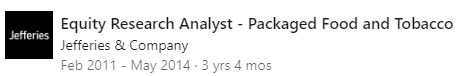 Jefferies
Equity Research Analyst - Packaged Food and Tobacco
Jefferies & Company
Feb 2011 - May 2014 · 3 yrs 4 mos